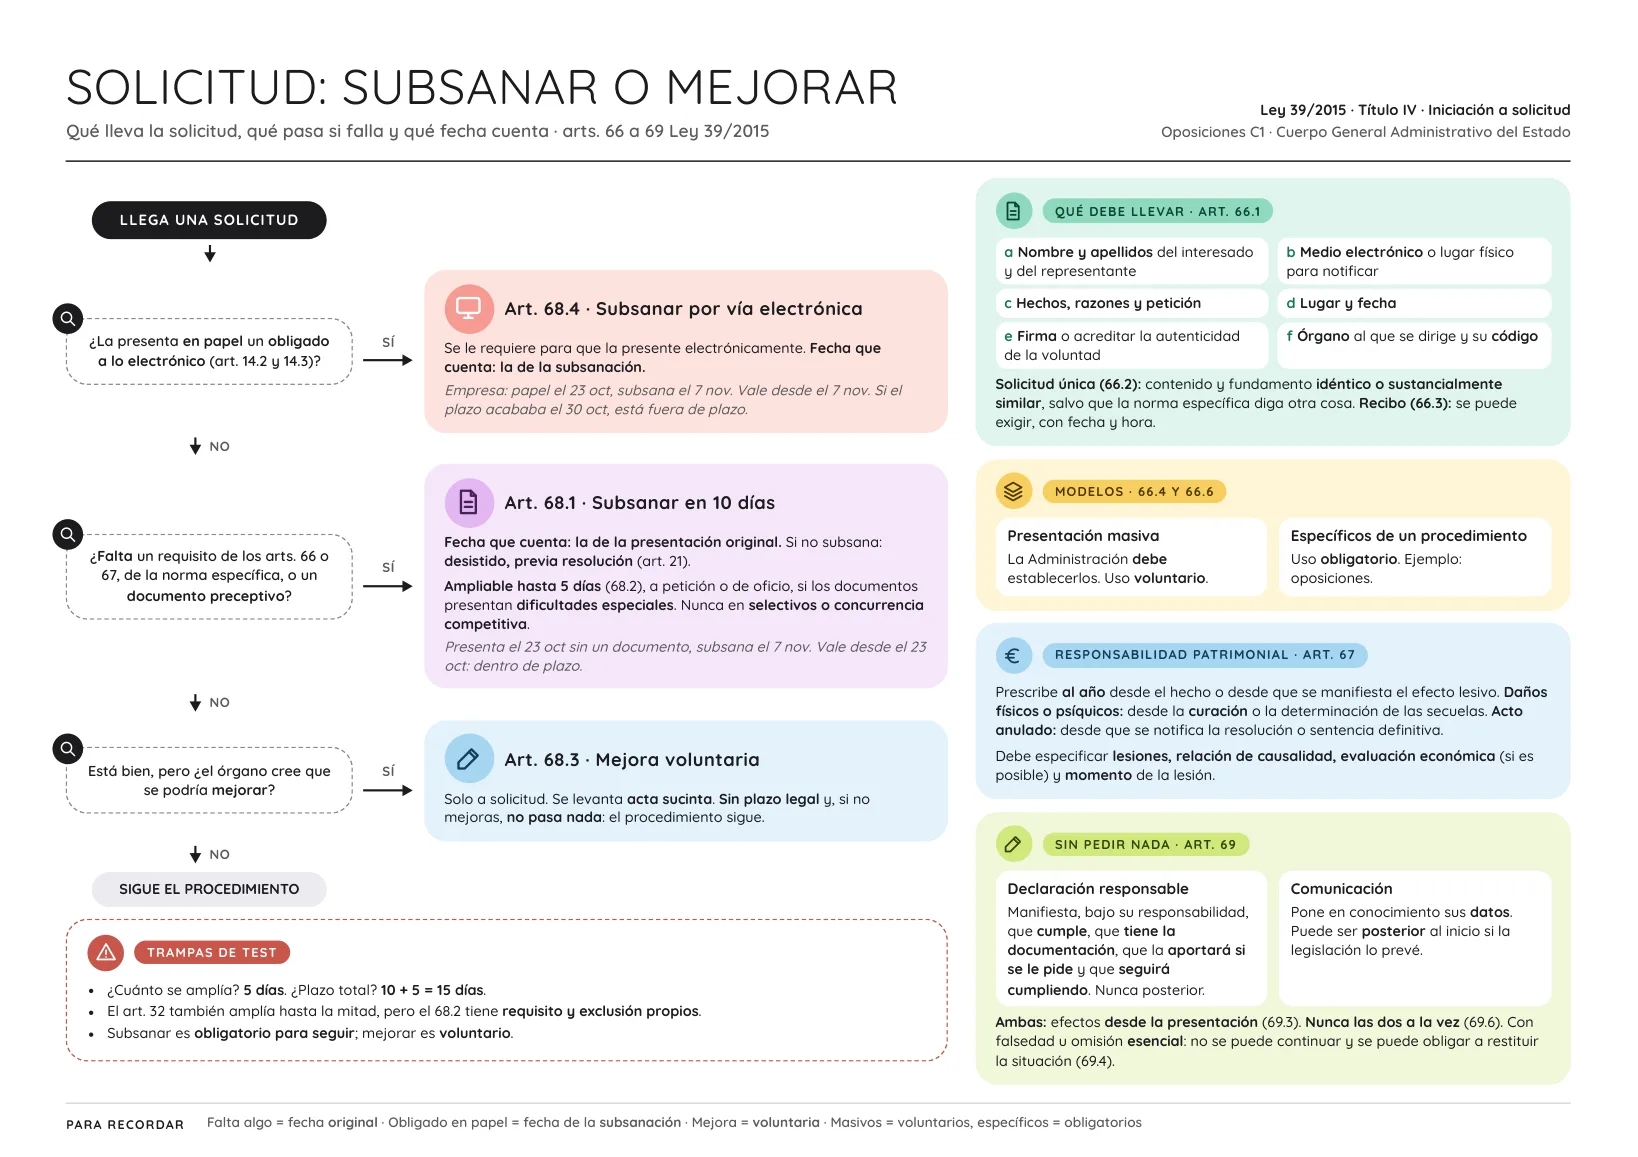 SOLICITUD: SUBSANAR O MEJORAR
Qué lleva la solicitud, qué pasa si falla y qué fecha cuenta · arts. 66 a 69 Ley 39/2015
Ley 39/2015 · Título IV · Iniciación a solicitud
Oposiciones C1 · Cuerpo General Administrativo del Estado
LLEGA UNA SOLICITUD
¿La presenta en papel un obligado
a lo electrónico (art. 14.2 y 14.3)?
SÍ
Art. 68.4 · Subsanar por vía electrónica
Se le requiere para que la presente electrónicamente. Fecha que
cuenta: la de la subsanación.
Empresa: papel el 23 oct, subsana el 7 nov. Vale desde el 7 nov. Si el
plazo acababa el 30 oct, está fuera de plazo.
NO
¿Falta un requisito de los arts. 66 o
67, de la norma específica, o un
documento preceptivo?
SÍ
Art. 68.1 · Subsanar en 10 días
Fecha que cuenta: la de la presentación original. Si no subsana:
desistido, previa resolución (art. 21).
Ampliable hasta 5 días (68.2), a petición o de oficio, si los documentos
presentan dificultades especiales. Nunca en selectivos o concurrencia
competitiva.
Presenta el 23 oct sin un documento, subsana el 7 nov. Vale desde el 23
oct: dentro de plazo.
NO
Está bien, pero ¿el órgano cree que
se podría mejorar?
SÍ
Art. 68.3 · Mejora voluntaria
Solo a solicitud. Se levanta acta sucinta. Sin plazo legal y, si no
mejoras, no pasa nada: el procedimiento sigue.
NO
SIGUE EL PROCEDIMIENTO
TRAMPAS DE TEST
• ¿Cuánto se amplía? 5 días. ¿Plazo total? 10 + 5 = 15 días.
• El art. 32 también amplía hasta la mitad, pero el 68.2 tiene requisito y exclusión propios.
• Subsanar es obligatorio para seguir; mejorar es voluntario.
QUÉ DEBE LLEVAR · ART. 66.1
a Nombre y apellidos del interesado
y del representante
b Medio electrónico o lugar físico
para notificar
c Hechos, razones y petición
d Lugar y fecha
e Firma o acreditar la autenticidad
de la voluntad
f Órgano al que se dirige y su código
Solicitud única (66.2): contenido y fundamento idéntico o sustancialmente
similar, salvo que la norma específica diga otra cosa. Recibo (66.3): se puede
exigir, con fecha y hora.
MODELOS · 66.4 Y 66.6
Presentación masiva
La Administración debe
establecerlos. Uso voluntario.
Específicos de un procedimiento
Uso obligatorio. Ejemplo:
oposiciones.
€
RESPONSABILIDAD PATRIMONIAL · ART. 67
Prescribe al año desde el hecho o desde que se manifiesta el efecto lesivo. Daños
físicos o psíquicos: desde la curación o la determinación de las secuelas. Acto
anulado: desde que se notifica la resolución o sentencia definitiva.
Debe especificar lesiones, relación de causalidad, evaluación económica (si es
posible) y momento de la lesión.
SIN PEDIR NADA · ART. 69
Declaración responsable
Manifiesta, bajo su responsabilidad,
que cumple, que tiene la
documentación, que la aportará si
se le pide y que seguirá
cumpliendo. Nunca posterior.
Comunicación
Pone en conocimiento sus datos.
Puede ser posterior al inicio si la
legislación lo prevé.
Ambas: efectos desde la presentación (69.3). Nunca las dos a la vez (69.6). Con
falsedad u omisión esencial: no se puede continuar y se puede obligar a restituir
la situación (69.4).
PARA RECORDAR
Falta algo = fecha original · Obligado en papel = fecha de la subsanación · Mejora = voluntaria · Masivos = voluntarios, específicos = obligatorios